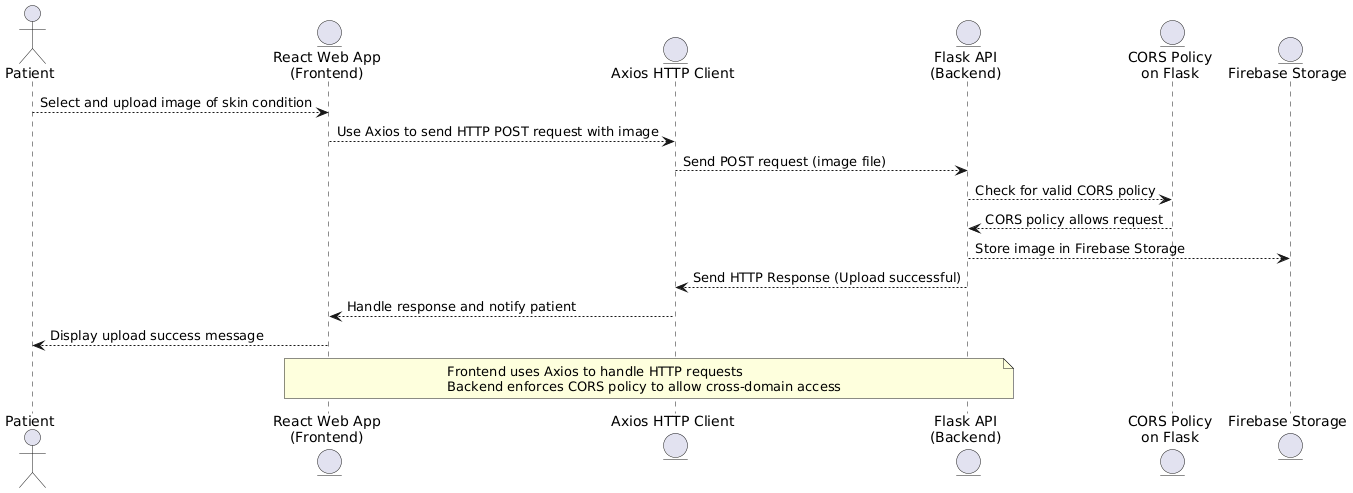 Patient
React Web App
(Frontend)
Axios HTTP Client
Flask API
(Backend)
CORS Policy
on Flask
Firebase Storage
Select and upload image of skin condition
Use Axios to send HTTP POST request with image
Send POST request (image file)
Check for valid CORS policy
CORS policy allows request
Store image in Firebase Storage
Send HTTP Response (Upload successful)
Handle response and notify patient
Display upload success message
Frontend uses Axios to handle HTTP requests
Backend enforces CORS policy to allow cross-domain access
Patient
React Web App
(Frontend)
Axios HTTP Client
Flask API
(Backend)
CORS Policy
on Flask
Firebase Storage